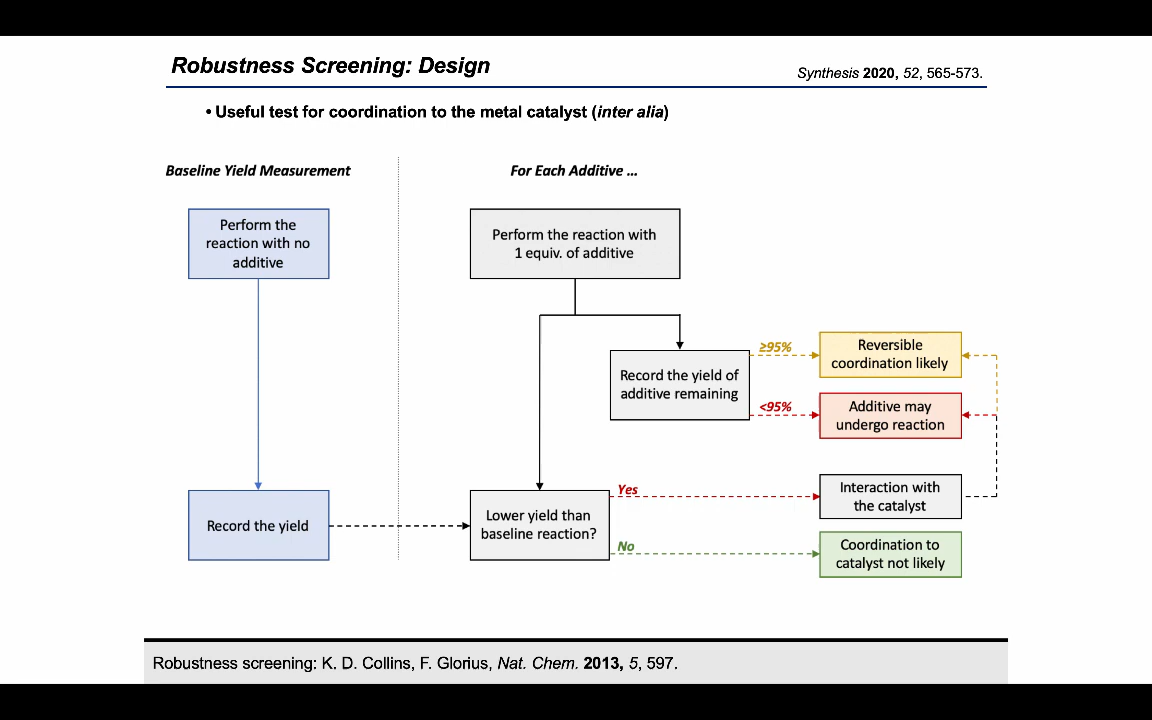 Robustness Screening: Design
Synthesis 2020, 52, 565-573.
• Useful test for coordination to the metal catalyst (inter alia)
Baseline Yield Measurement
For Each Additive ...
Perform the
reaction with no
additive
Perform the reaction with
1 equiv. of additive
Record the yield of
additive remaining
≥95%
<95%
Reversible
coordination likely
Additive may
undergo reaction
Record the yield
Lower yield than
baseline reaction?
Yes
No
Interaction with
the catalyst
Coordination to
catalyst not likely
Robustness screening: K. D. Collins, F. Glorius, Nat. Chem. 2013, 5, 597.